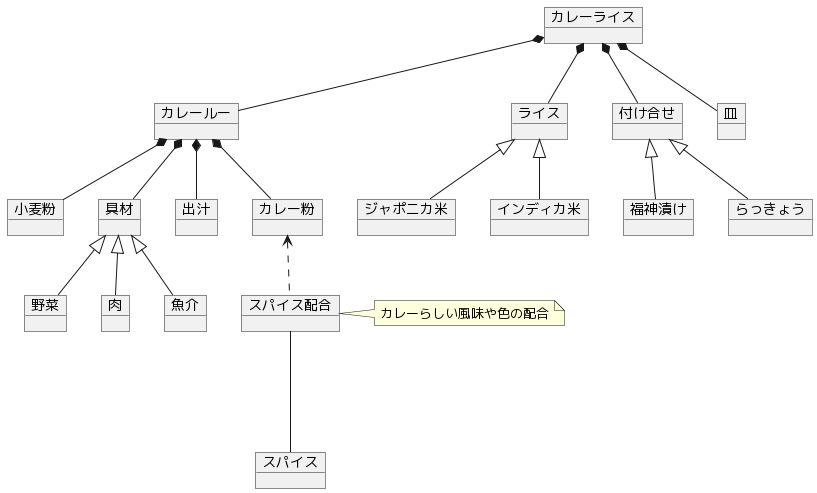 カレーライス
カレールー
ライス
付け合せ
皿
小麦粉
具材
出汁
カレー粉
ジャポニカ米
インディカ米
福神漬け
らっきょう
野菜
肉
魚介
スパイス配合
カレーらしい風味や色の配合
スパイス